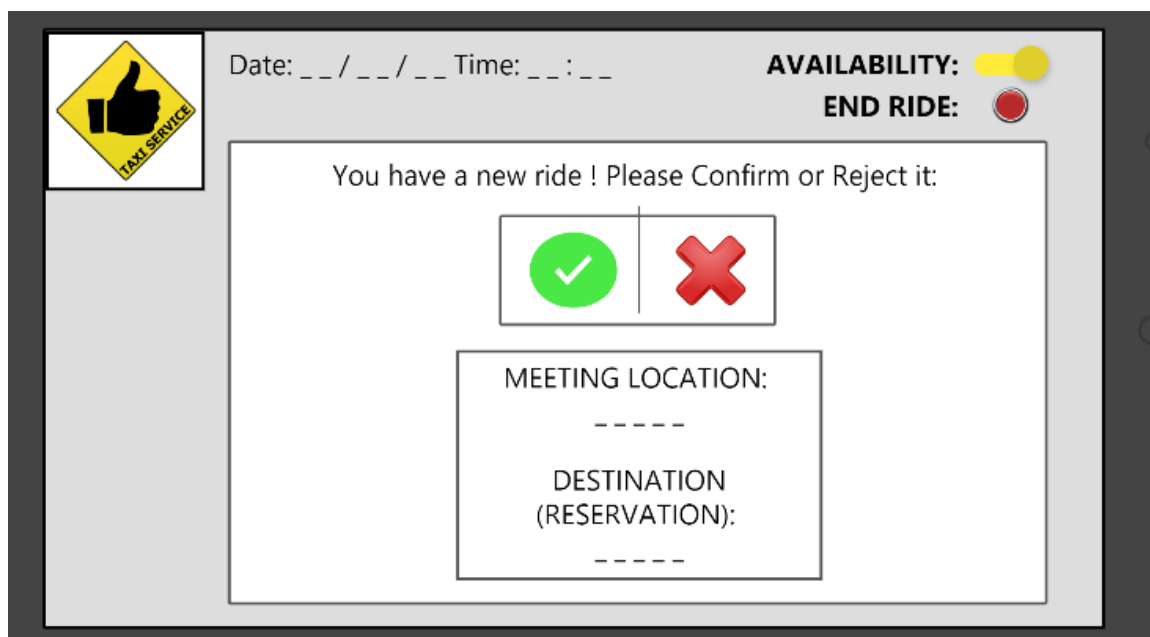 Date: _ _ / _ _ / _ _ Time: _ _ : _ _
AVAILABILITY:
END RIDE:
TAXI SERVICE
You have a new ride ! Please Confirm or Reject it:
MEETING LOCATION:
_ _ _ _ _
DESTINATION
(RESERVATION):
_ _ _ _ _